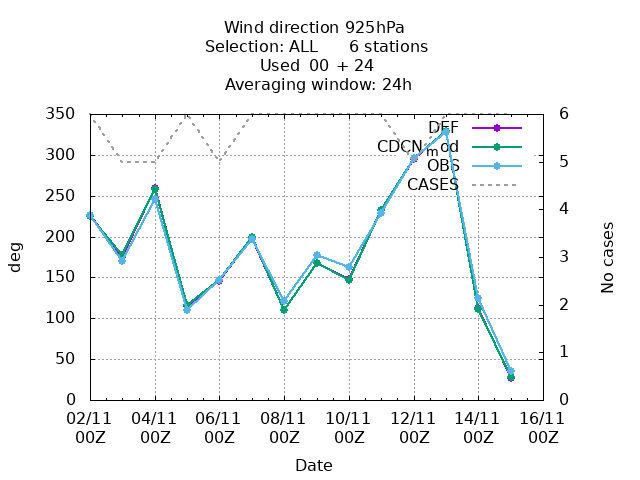 Wind direction 925hPa
Selection: ALL 6 stations
Used 00 + 24
Averaging window: 24h
350
300
250
200
150
100
50
0
deg
6
5
4
3
2
1
0
No cases
DEF
CDCN_mod
OBS
CASES
02/11 04/11 06/11 08/11 10/11 12/11 14/11 16/11
00Z 00Z 00Z 00Z 00Z 00Z 00Z 00Z
Date